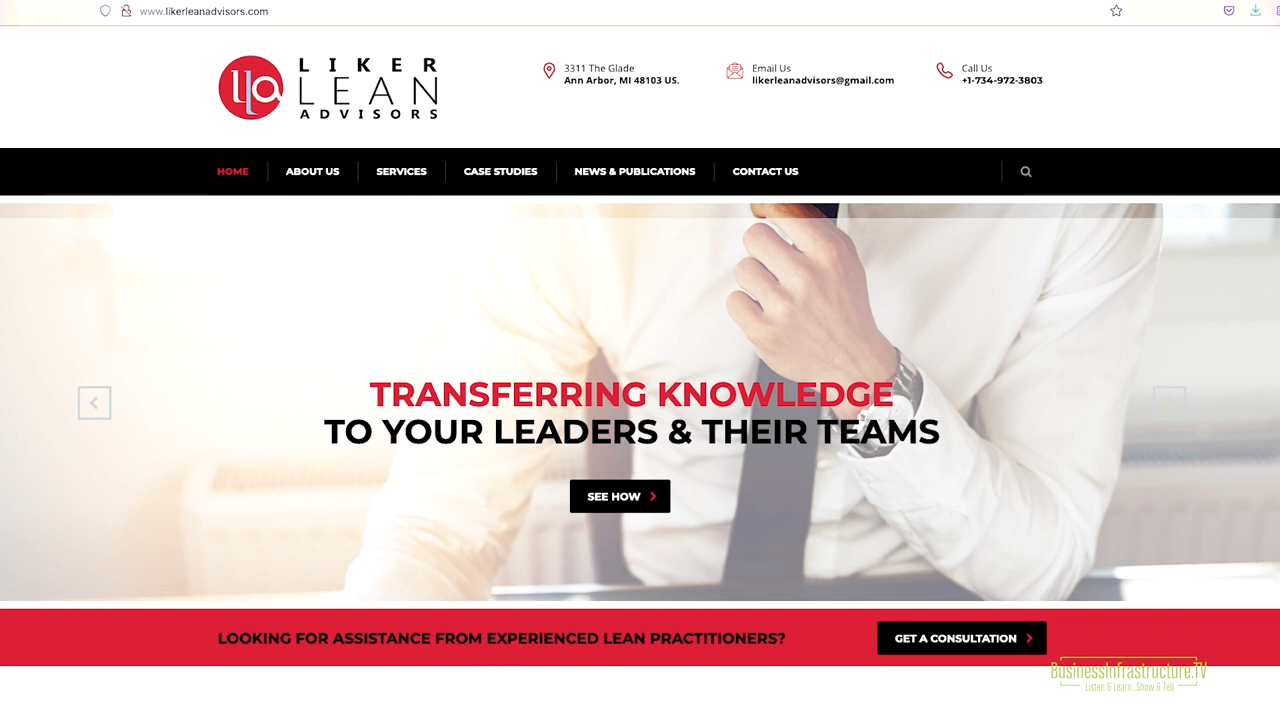 www.likerleanadvisors.com
lla
LIKER
LEAN
ADVISORS
3311 The Glade
Ann Arbor, MI 48103 US.
Email Us
likerleanadvisors@gmail.com
Call Us
+1-734-972-3803
HOME
ABOUT US
SERVICES
CASE STUDIES
NEWS & PUBLICATIONS
CONTACT US
TRANSFERRING KNOWLEDGE
TO YOUR LEADERS & THEIR TEAMS
SEE HOW
LOOKING FOR ASSISTANCE FROM EXPERIENCED LEAN PRACTITIONERS?
GET A CONSULTATION
BusinessInfrastructure.TV
Listen & Learn...Show & Tell